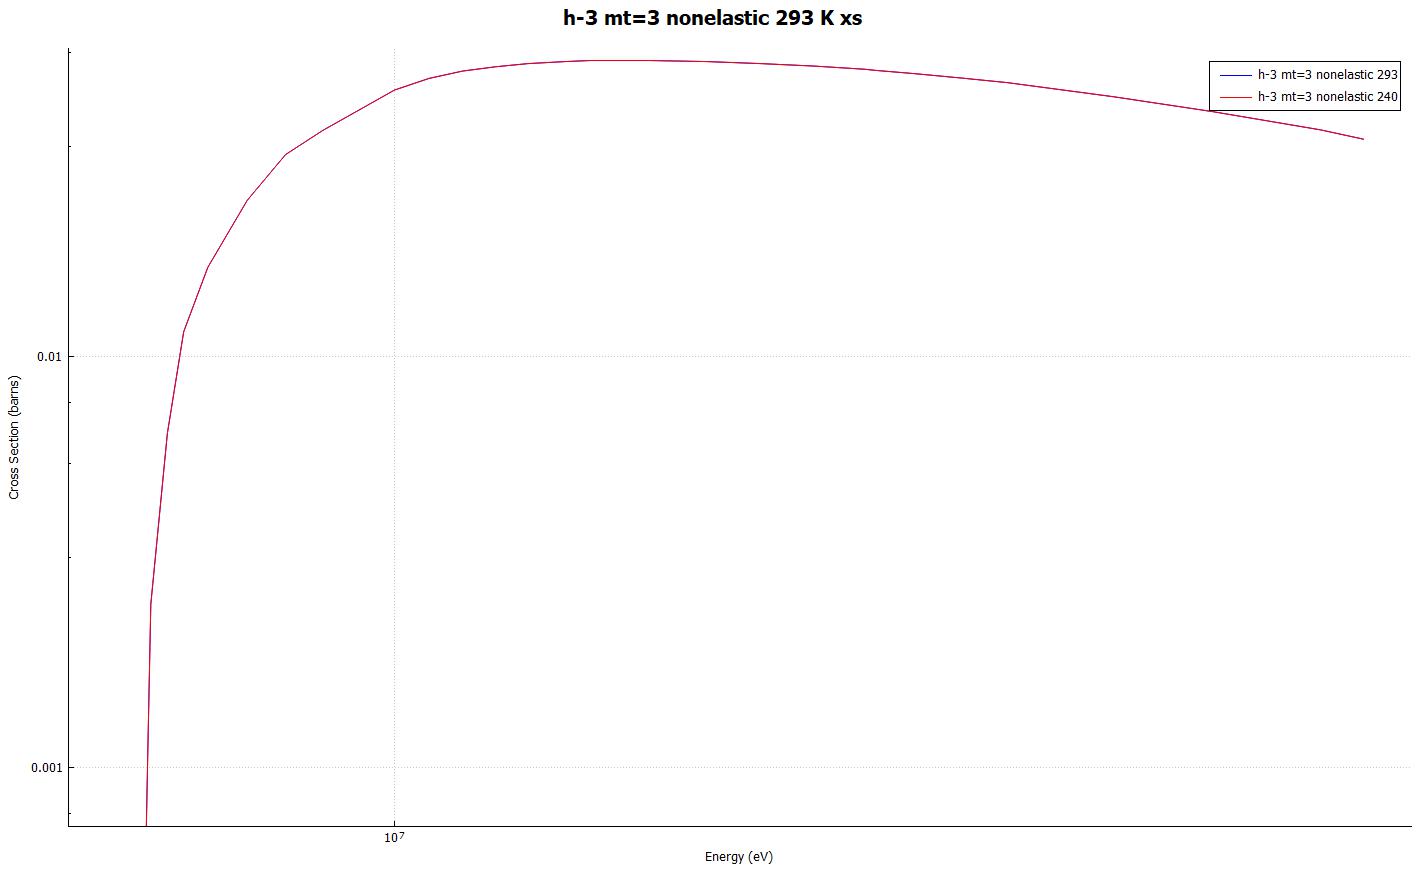 h-3 mt=3 nonelastic 293 K xs
h-3 mt=3 nonelastic 293
h-3 mt=3 nonelastic 240
0.01
0.001
Cross Section (barns)
10⁷
Energy (eV)